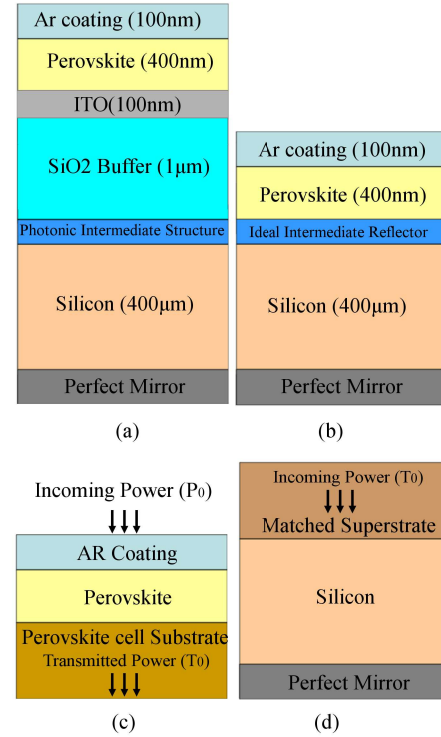 Ar coating (100nm)
Perovskite (400nm)
ITO(100nm)
SiO2 Buffer (1μm)
Photonic Intermediate Structure
Silicon (400μm)
Perfect Mirror
(a)
Ar coating (100nm)
Perovskite (400nm)
Ideal Intermediate Reflector
Silicon (400μm)
Perfect Mirror
(b)
Incoming Power (P0)
AR Coating
Perovskite
Perovskite cell Substrate
Transmitted Power (T0)
(c)
Incoming Power (T0)
Matched Superstrate
Silicon
Perfect Mirror
(d)